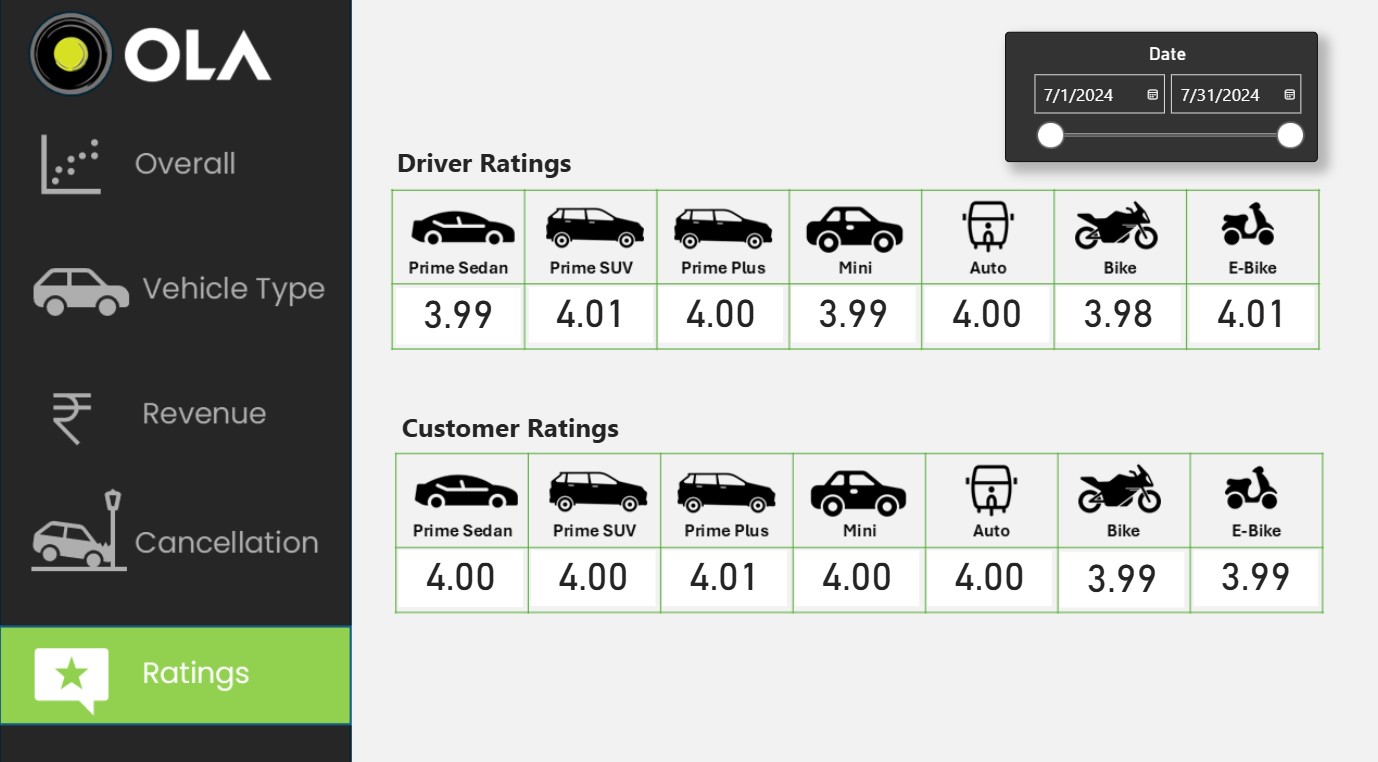 OLA
Overall
Vehicle Type
Revenue
Cancellation
Ratings
Date
7/1/2024 7/31/2024
Driver Ratings
Prime Sedan Prime SUV Prime Plus Mini Auto Bike E-Bike
3.99 4.01 4.00 3.99 4.00 3.98 4.01
Customer Ratings
Prime Sedan Prime SUV Prime Plus Mini Auto Bike E-Bike
4.00 4.00 4.01 4.00 4.00 3.99 3.99